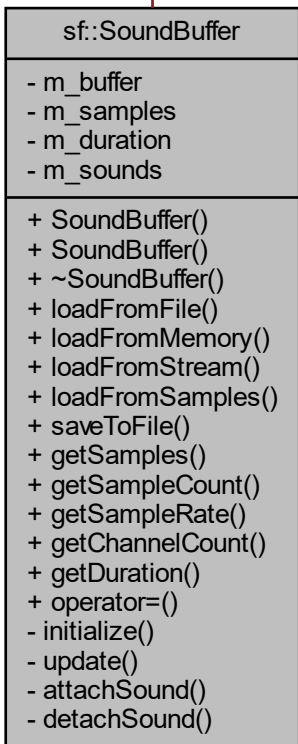 sf::SoundBuffer
- m_buffer
- m_samples
- m_duration
- m_sounds
+ SoundBuffer()
+ SoundBuffer()
+ ~SoundBuffer()
+ loadFromFile()
+ loadFromMemory()
+ loadFromStream()
+ loadFromSamples()
+ saveToFile()
+ getSamples()
+ getSampleCount()
+ getSampleRate()
+ getChannelCount()
+ getDuration()
+ operator=()
- initialize()
- update()
- attachSound()
- detachSound()